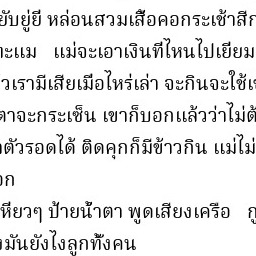 ยับยู่ยี่ หล่อนสวมเสื้อคอกระเช้าสี
าะแม แม่จะเอาเงินที่ไหนไปเยี่ยม
วเรามีเสียเมื่อไหร่เล่า จะกินจะใช้
ตาจะกระเซ็น เขาก็บอกแล้วว่าไม่ต้
ตัวรอดได้ ติดคุกก็มีข้าวกิน แม่ไม่
อก
เหี่ยวๆ ป้ายน้ำตา พูดเสียงเครือ กู
งมันยังไงลูกทั้งคน